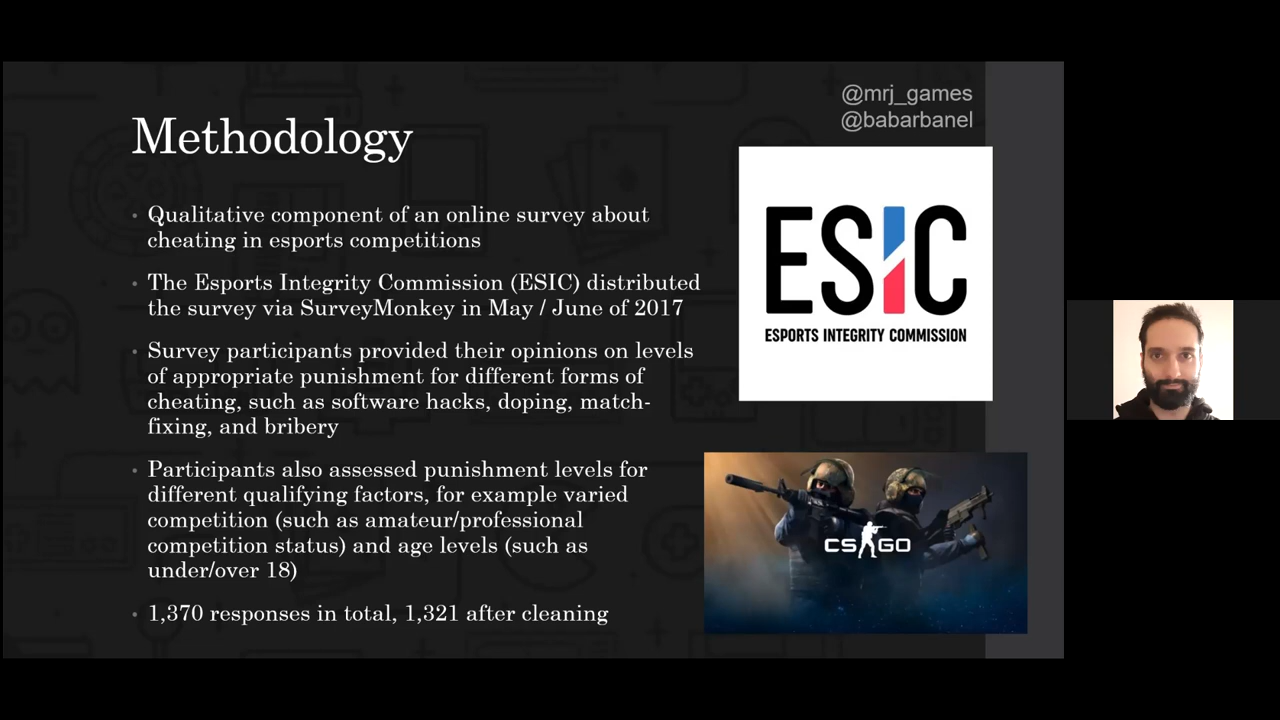 @mrj_games
@babarbanel
Methodology
• Qualitative component of an online survey about
cheating in esports competitions
• The Esports Integrity Commission (ESIC) distributed
the survey via SurveyMonkey in May / June of 2017
• Survey participants provided their opinions on levels
of appropriate punishment for different forms of
cheating, such as software hacks, doping, match-
fixing, and bribery
• Participants also assessed punishment levels for
different qualifying factors, for example varied
competition (such as amateur/professional
competition status) and age levels (such as
under/over 18)
• 1,370 responses in total, 1,321 after cleaning
ESIC
ESPORTS INTEGRITY COMMISSION
CS GO